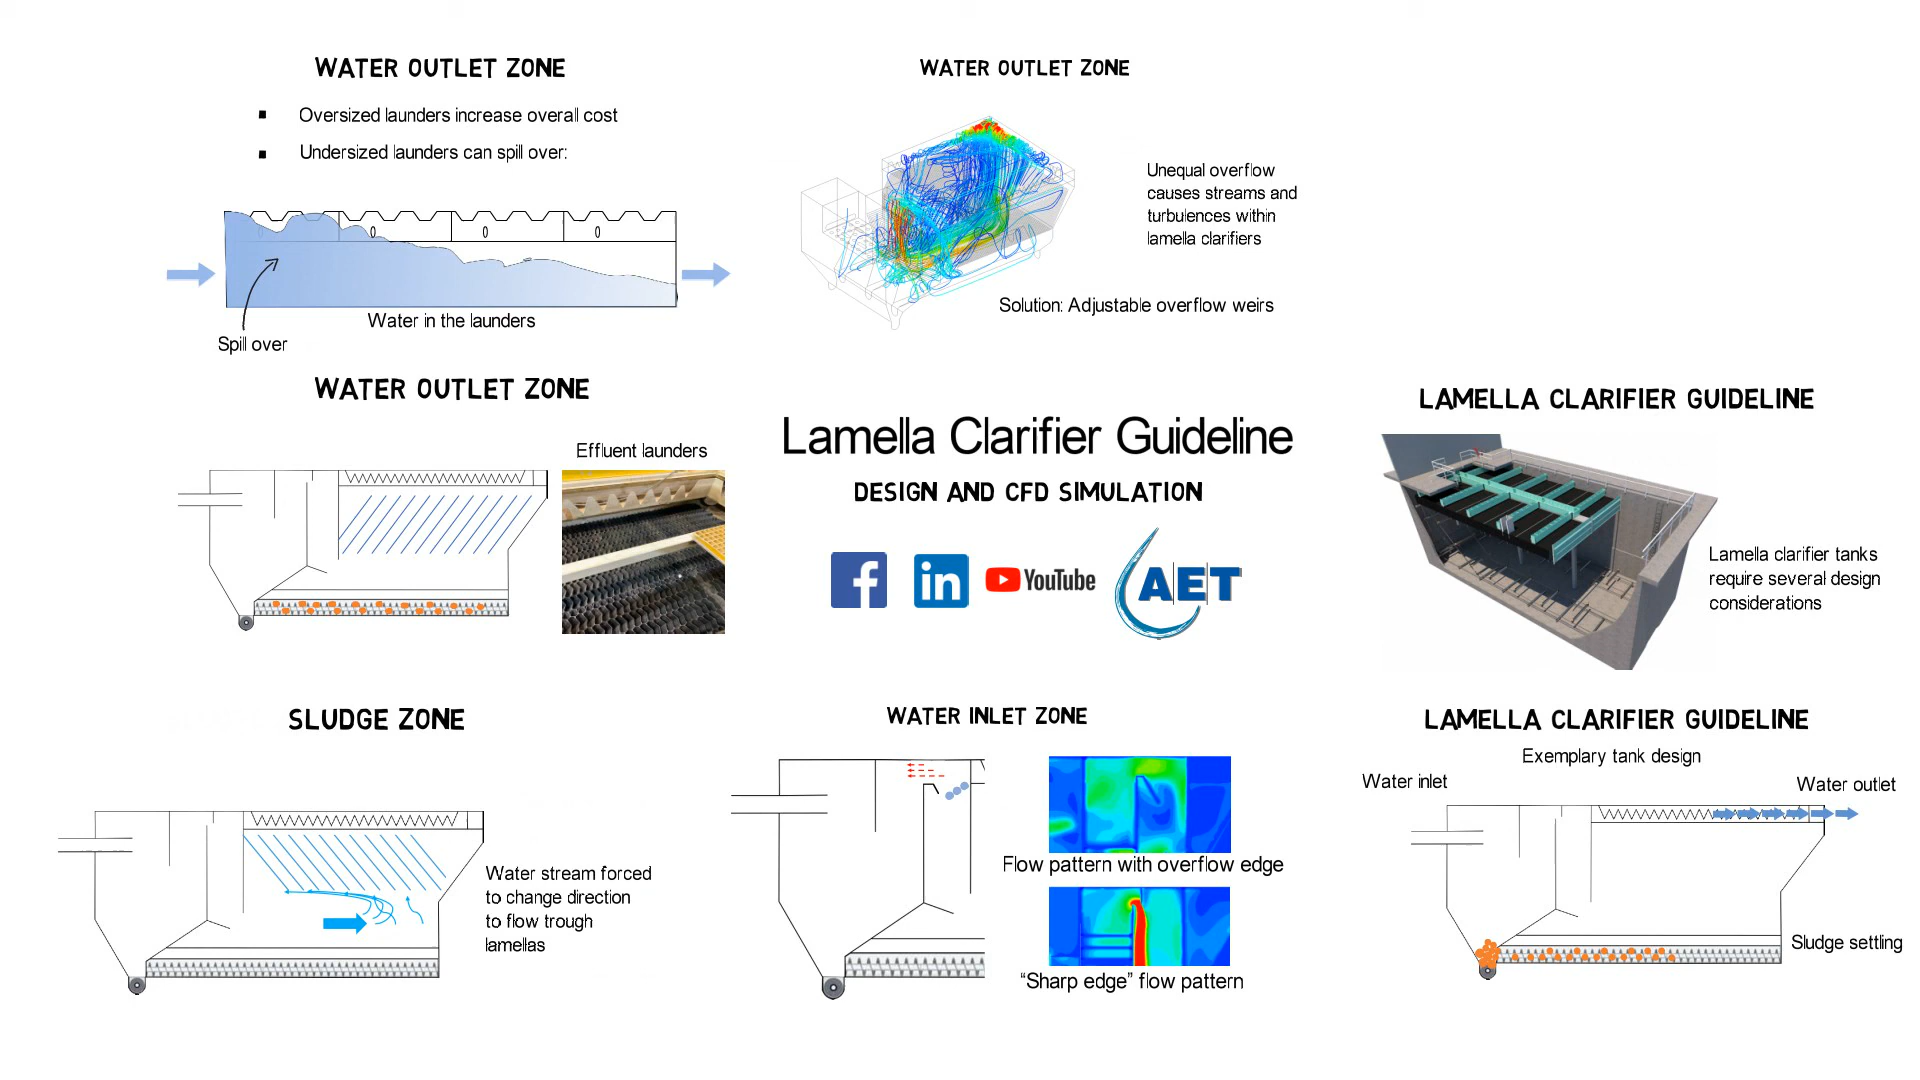 WATER OUTLET ZONE
Oversized launders increase overall cost
Undersized launders can spill over:
Water in the launders
Spill over
WATER OUTLET ZONE
Unequal overflow
causes streams and
turbulences within
lamella clarifiers
Solution: Adjustable overflow weirs
WATER OUTLET ZONE
Effluent launders
Lamella Clarifier Guideline
DESIGN AND CFD SIMULATION
f
in
YouTube
AET
LAMELLA CLARIFIER GUIDELINE
Lamella clarifier tanks
require several design
considerations
SLUDGE ZONE
Water stream forced
to change direction
to flow trough
lamellas
WATER INLET ZONE
Flow pattern with overflow edge
“Sharp edge” flow pattern
LAMELLA CLARIFIER GUIDELINE
Exemplary tank design
Water inlet
Water outlet
Sludge settling